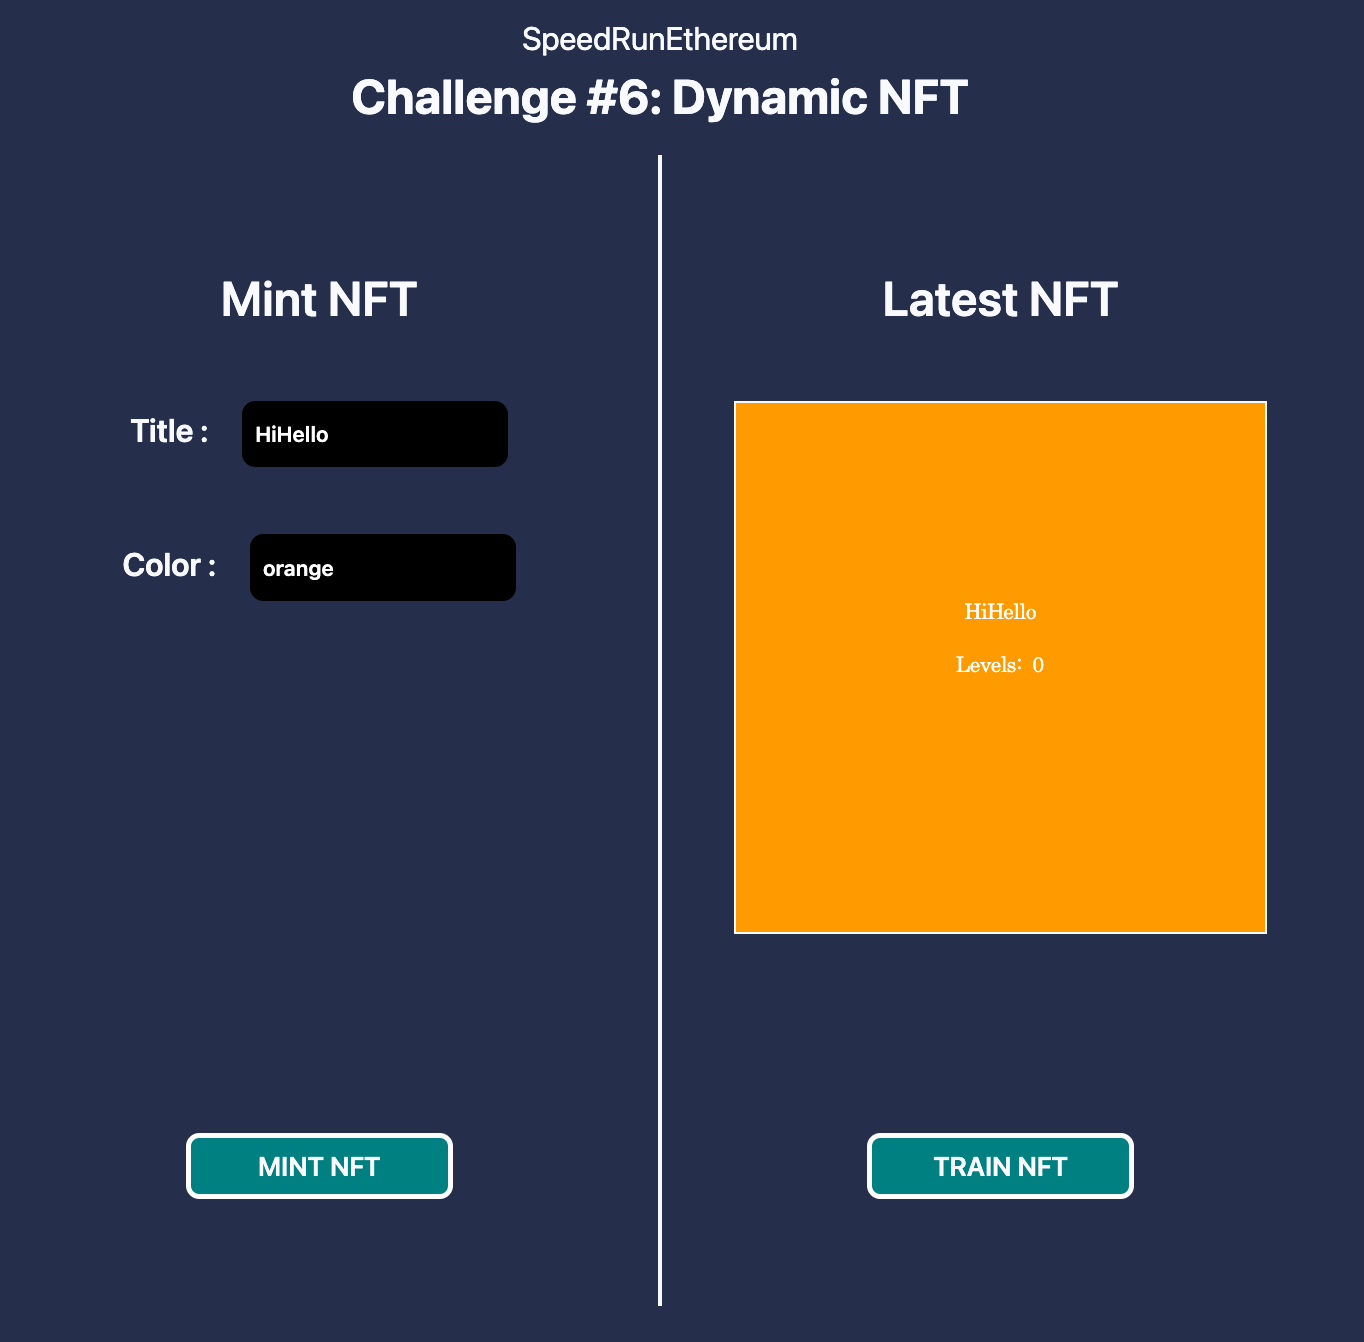 SpeedRunEthereum
Challenge #6: Dynamic NFT
Mint NFT
Title :
HiHello
Color :
orange
MINT NFT
Latest NFT
HiHello
Levels: 0
TRAIN NFT